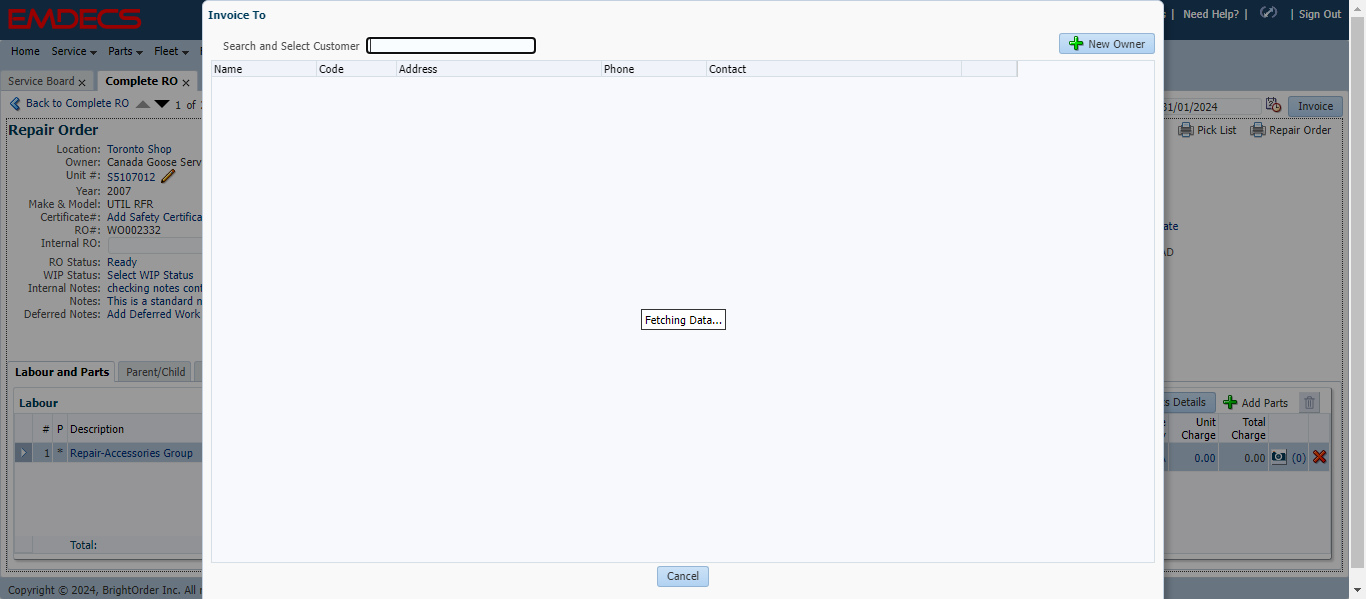 EMDECS
Need Help? | | Sign Out
Home Service Parts Fleet
Service Board x Complete RO x
Back to Complete RO 1 of
31/01/2024 Invoice
Pick List Repair Order
Repair Order
Location: Toronto Shop
Owner: Canada Goose Serv
Unit #: S5107012
Year: 2007
Make & Model: UTIL RFR
Certificate#: Add Safety Certifica
RO#: WO002332
Internal RO:
RO Status: Ready
WIP Status: Select WIP Status
Internal Notes: checking notes cont
Notes: This is a standard n
Deferred Notes: Add Deferred Work
ate
AD
Labour and Parts Parent/Child
Labour
# P Description
1 * Repair-Accessories Group
Total:
s Details Add Parts
Unit Charge
Total Charge
0.00 0.00 (0)
Copyright © 2024, BrightOrder Inc. All r
Invoice To
Search and Select Customer
New Owner
Name Code Address Phone Contact
Fetching Data...
Cancel